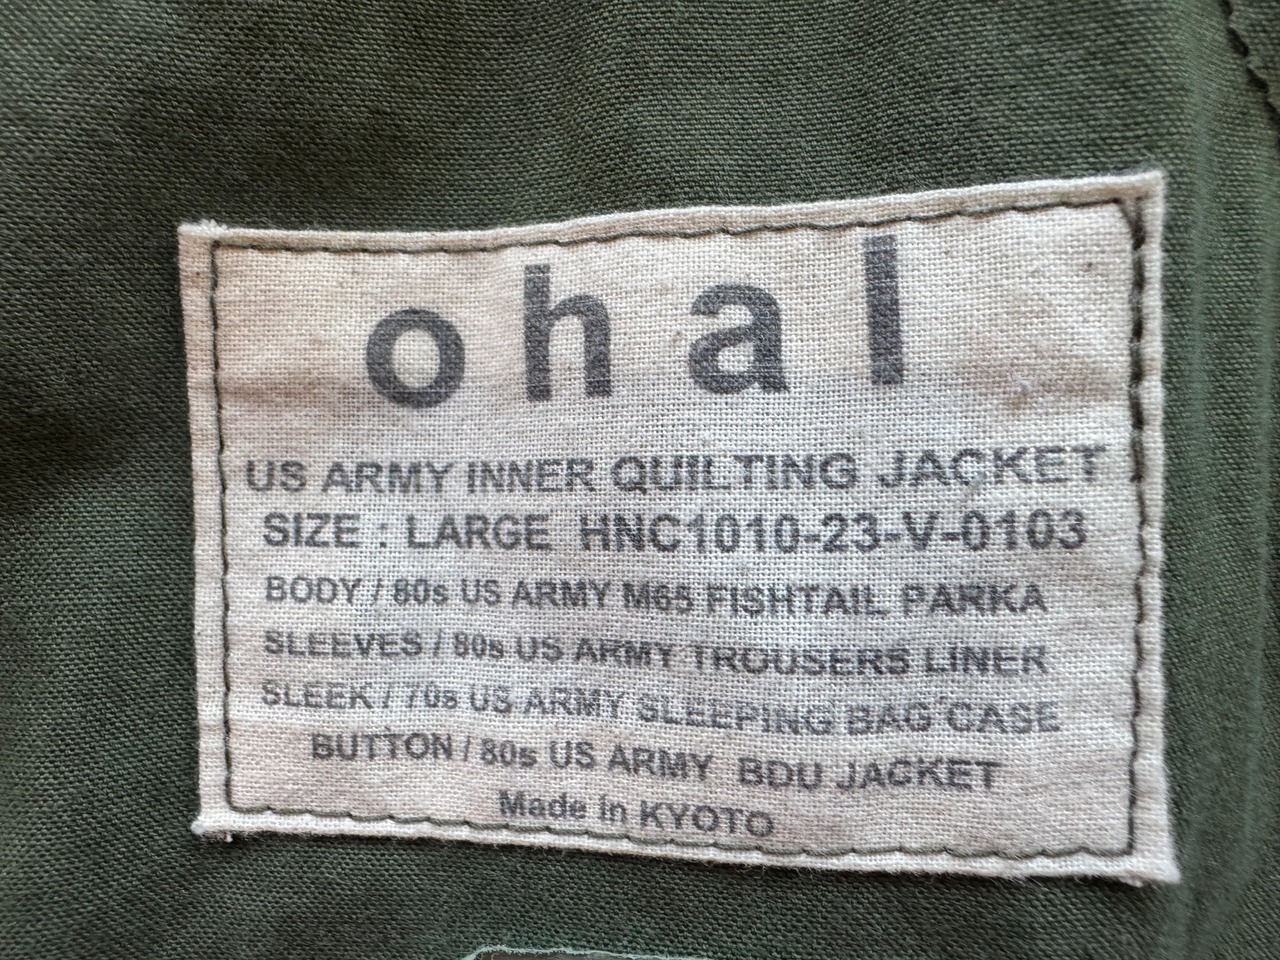 ohal
US ARMY INNER QUILTING JACKET
SIZE : LARGE HNC1010-23-V-0103
BODY / 80s US ARMY M65 FISHTAIL PARKA
SLEEVES / 80s US ARMY TROUSERS LINER
SLEEK / 70s US ARMY SLEEPING BAG CASE
BUTTON / 80s US ARMY BDU JACKET
Made in KYOTO